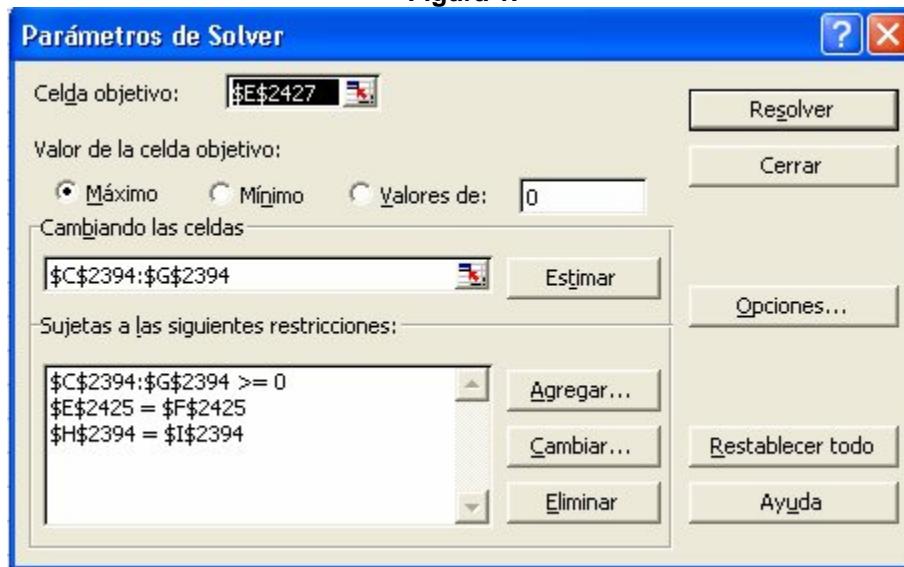 Parámetros de Solver
Celda objetivo: $E$2427
Resolver
Valor de la celda objetivo:
Cerrar
Máximo Mínimo Valores de: 0
Cambiando las celdas
$C$2394:$G$2394 Estimar
Opciones...
Sujetas a las siguientes restricciones:
$C$2394:$G$2394 >= 0
$E$2425 = $F$2425
$H$2394 = $I$2394
Agregar...
Cambiar...
Restablecer todo
Eliminar
Ayuda